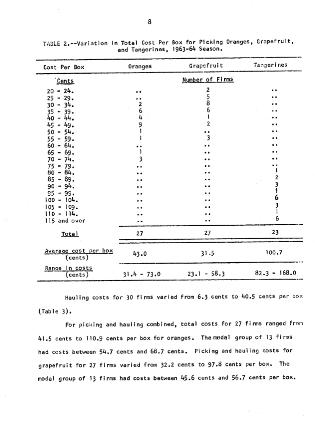 8
TABLE 2.--Variation in Total Cost Per Box for Picking Oranges, Grapefruit,
and Tangerines, 1963-64 Season.
Cost Per Box Oranges Grapefruit Tangerines
Cents Number of Firms
20 - 24. .. 2 ..
25 - 29. .. 5 ..
30 - 34. 2 8 ..
35 - 39. 6 6 ..
40 - 44. 4 1 ..
45 - 49. 9 2 ..
50 - 54. 1 .. ..
55 - 59. 1 3 ..
60 - 64. .. .. ..
65 - 69. 1 .. ..
70 - 74. 3 .. ..
75 - 79. .. .. ..
80 - 84. .. .. 1
85 - 89. .. .. 2
90 - 94. .. .. 3
95 - 99. .. .. 1
100 - 104. .. .. 6
105 - 109. .. .. 3
110 - 114. .. .. 1
115 and over .. .. 6
Total 27 27 23
Average cost per box
(cents) 43.0 31.5 100.7
Range in costs
(cents) 31.4 - 73.0 23.1 - 58.3 82.3 - 168.0
Hauling costs for 30 firms varied from 6.3 cents to 40.5 cents per box
(Table 3).
For picking and hauling combined, total costs for 27 firms ranged from
41.5 cents to 110.9 cents per box for oranges. The modal group of 13 firms
had costs between 54.7 cents and 68.7 cents. Picking and hauling costs for
grapefruit for 27 firms varied from 32.2 cents to 97.8 cents per box. The
modal group of 13 firms had costs between 45.6 cents and 56.7 cents per box.